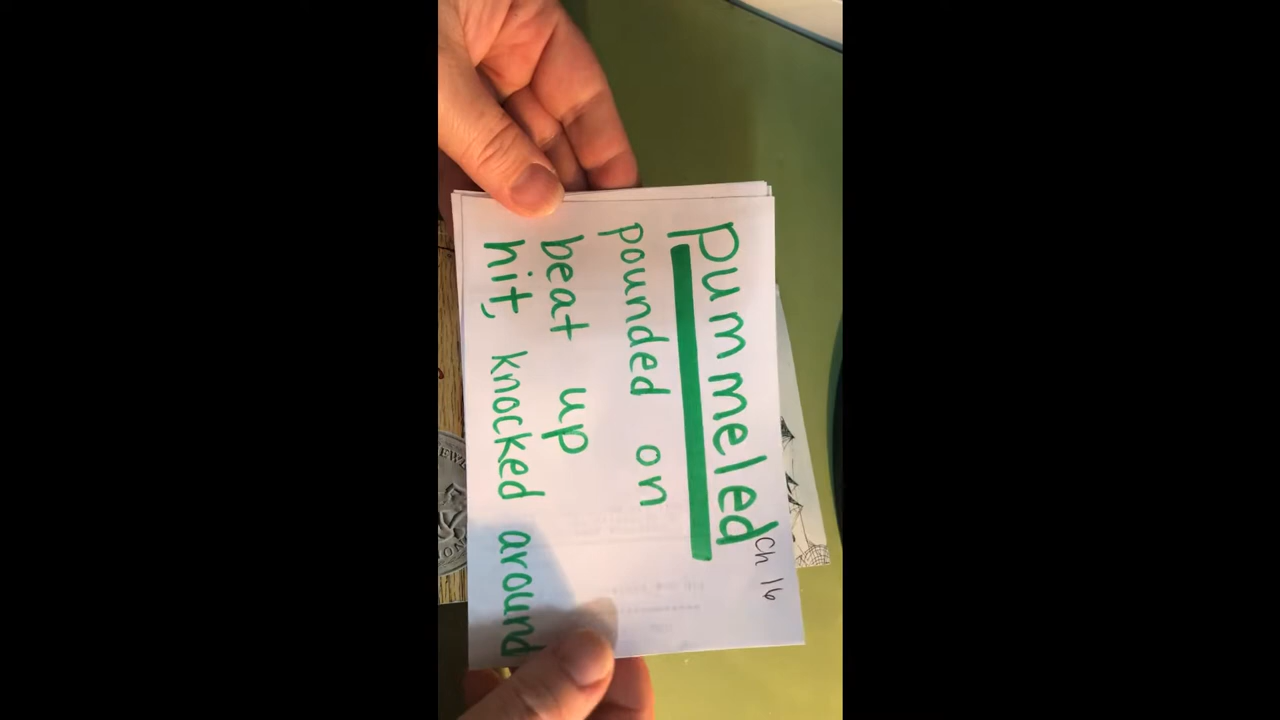 pummeled
Ch 16
pounded on
beat up
hit, knocked around